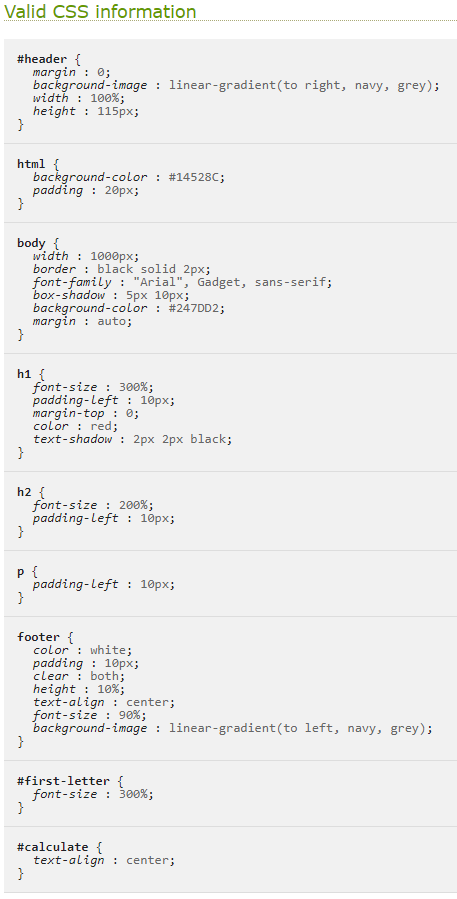 Valid CSS information
#header {
margin : 0;
background-image : linear-gradient(to right, navy, grey);
width : 100%;
height : 115px;
}
html {
background-color : #14528C;
padding : 20px;
}
body {
width : 1000px;
border : black solid 2px;
font-family : "Arial", Gadget, sans-serif;
box-shadow : 5px 10px;
background-color : #247DD2;
margin : auto;
}
h1 {
font-size : 300%;
padding-left : 10px;
margin-top : 0;
color : red;
text-shadow : 2px 2px black;
}
h2 {
font-size : 200%;
padding-left : 10px;
}
p {
padding-left : 10px;
}
footer {
color : white;
padding : 10px;
clear : both;
height : 10%;
text-align : center;
font-size : 90%;
background-image : linear-gradient(to left, navy, grey);
}
#first-letter {
font-size : 300%;
}
#calculate {
text-align : center;
}